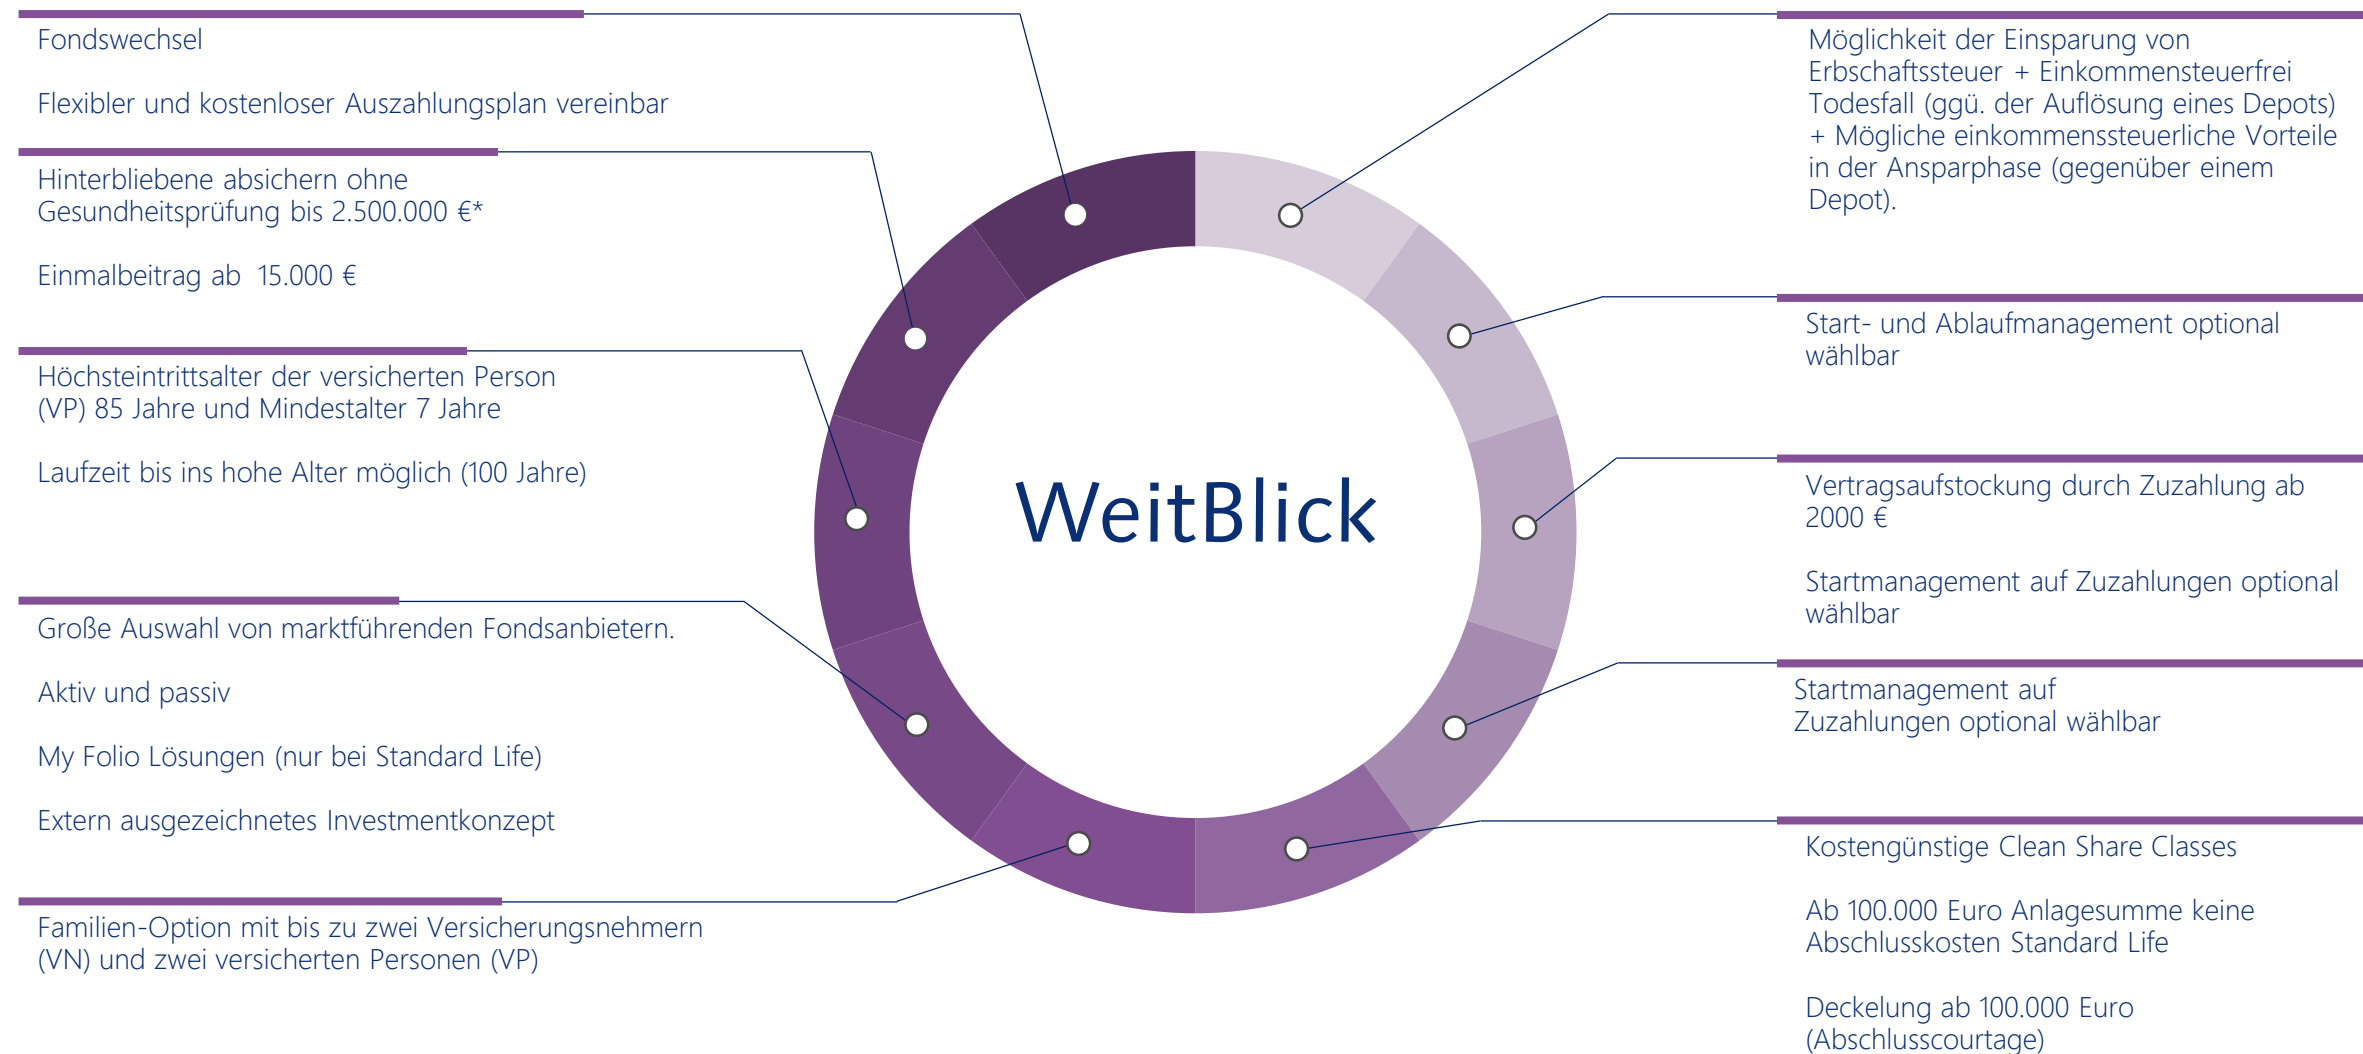 Fondswechsel
Flexibler und kostenloser Auszahlungsplan vereinbar
Hinterbliebene absichern ohne
Gesundheitsprüfung bis 2.500.000 €*
Einmalbeitrag ab 15.000 €
Höchsteintrittsalter der versicherten Person
(VP) 85 Jahre und Mindestalter 7 Jahre
Laufzeit bis ins hohe Alter möglich (100 Jahre)
Große Auswahl von marktführenden Fondsanbietern.
Aktiv und passiv
My Folio Lösungen (nur bei Standard Life)
Extern ausgezeichnetes Investmentkonzept
Familien-Option mit bis zu zwei Versicherungsnehmern
(VN) und zwei versicherten Personen (VP)
WeitBlick
Möglichkeit der Einsparung von
Erbschaftssteuer + Einkommensteuerfrei
Todesfall (ggü. der Auflösung eines Depots)
+ Mögliche einkommenssteuerliche Vorteile
in der Ansparphase (gegenüber einem
Depot).
Start- und Ablaufmanagement optional
wählbar
Vertragsaufstockung durch Zuzahlung ab
2000 €
Startmanagement auf Zuzahlungen optional
wählbar
Startmanagement auf
Zuzahlungen optional wählbar
Kostengünstige Clean Share Classes
Ab 100.000 Euro Anlagesumme keine
Abschlusskosten Standard Life
Deckelung ab 100.000 Euro
(Abschlusscourtage)